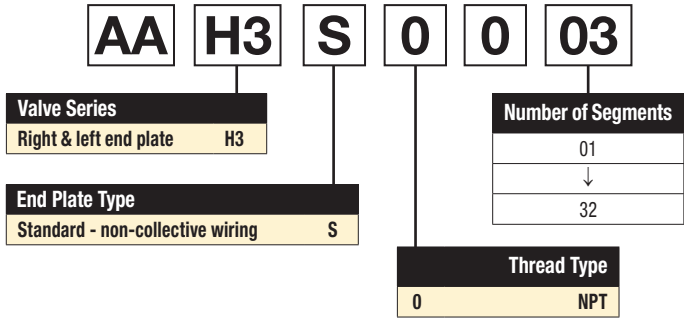 AA H3 S 0 0 03
Valve Series
Right & left end plate H3
Number of Segments
01
↓
32
End Plate Type
Standard - non-collective wiring S
Thread Type
0 NPT